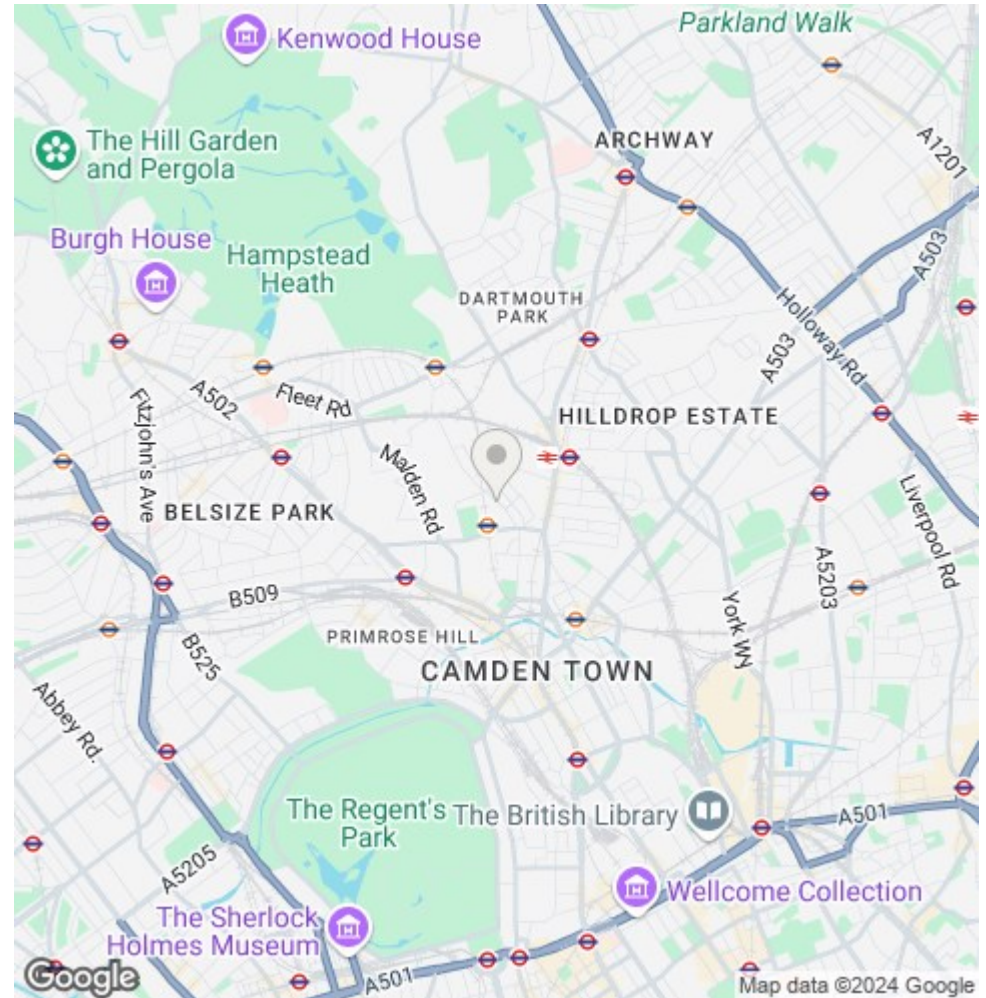 Parkland Walk
Kenwood House
ARCHWAY
A1201
The Hill Garden
and Pergola
Burgh House
Hampstead
Heath
A503
DARTMOUTH
PARK
Holloway Rd
A503
Fitzjohn's Ave
A502
Fleet Rd
HILLDROP ESTATE
Malden Rd
Liverpool Rd
BELSIZE PARK
A5203
B509
York Wy
PRIMROSE HILL
B525
CAMDEN TOWN
Abbey Rd.
The Regent's
Park
The British Library
A501
A5205
Wellcome Collection
The Sherlock
Holmes Museum
A501
Google
Map data ©2024 Google